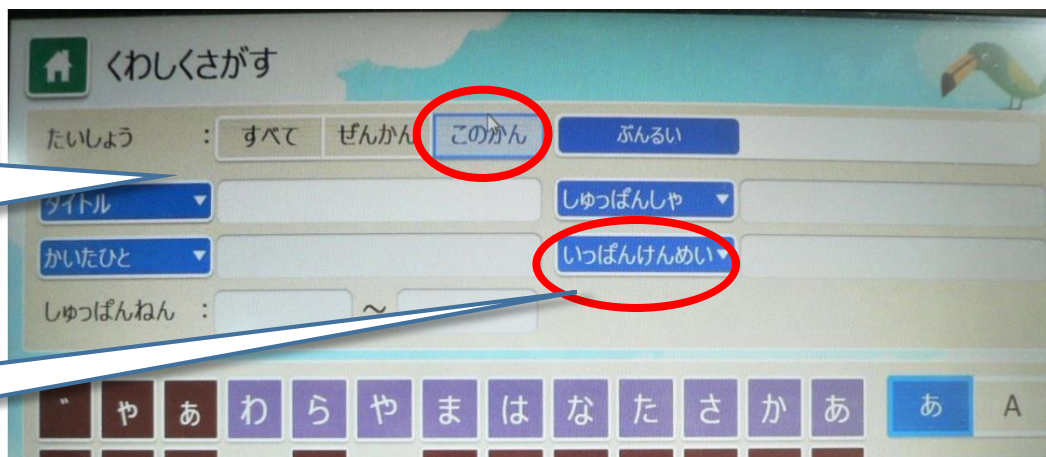 くわしくさがす
たいしょう : すべて ぜんかん このかん ぶんるい
タイトル しゅっぱんしゃ
かいたひと いっぱんけんめい
しゅっぱんねん : ～
゛ ゃ ぁ わ ら や ま は な た さ か あ あ A